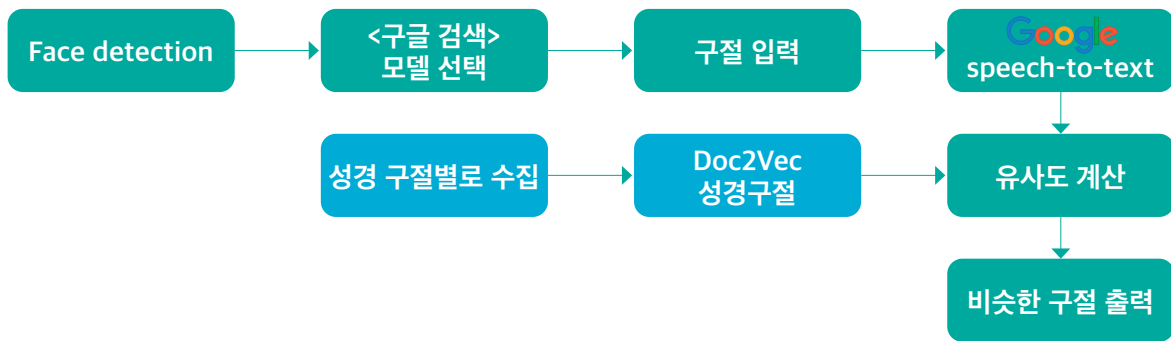 Face detection
<구글 검색>
모델 선택
구절 입력
Google
speech-to-text
성경 구절별로 수집
Doc2Vec
성경구절
유사도 계산
비슷한 구절 출력